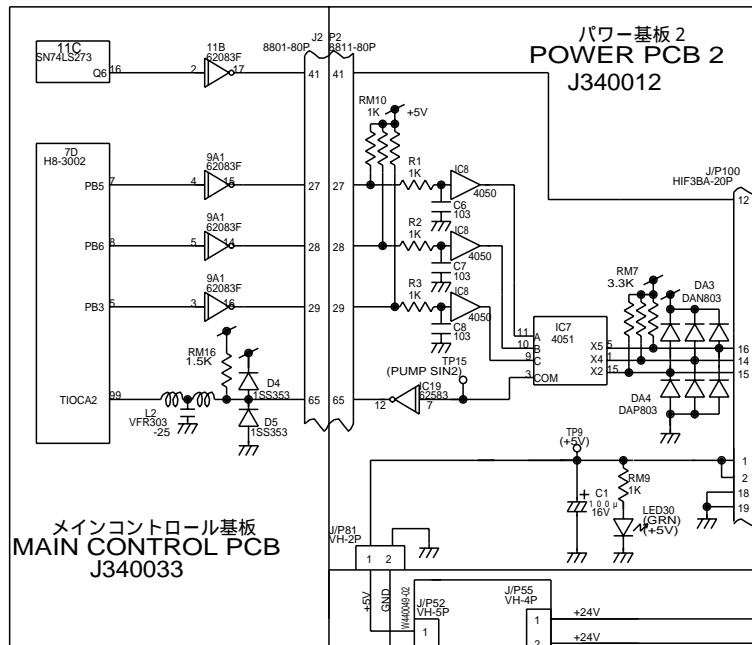 11C
SN74LS273
Q6
16
11B
62083F
2
17
J2
8801-80P
P2
8811-80P
41
41
パワー基板 2
POWER PCB 2
J340012
RM10
1K
+5V
7D
H8-3002
PB5
7
9A1
62083F
4
15
27
27
R1
1K
IC8
4050
C6
103
J/P100
HIF3BA-20P
12
PB6
8
9A1
62083F
5
14
28
28
R2
1K
IC8
4050
C7
103
PB3
5
9A1
62083F
3
16
29
29
R3
1K
IC8
4050
C8
103
RM7
3.3K
DA3
DAN803
IC7
4051
11
A
10
B
9
C
3
COM
X5
5
X4
1
X2
15
16
14
15
RM16
1.5K
TP15
(PUMP SIN2)
TIOCA2
99
L2
VFR303
-25
D4
1SS353
D5
1SS353
65
65
12
IC19
62583
7
DA4
DAP803
TP9
(+5V)
1
2
18
19
RM9
1K
C1
+
100μ
16V
LED30
(GRN)
(+5V)
メインコントロール基板
MAIN CONTROL PCB
J340033
J/P81
VH-2P
1
2
+5V
GND
W440049-02
J/P52
VH-5P
1
J/P55
VH-4P
1
2
+24V
+24V